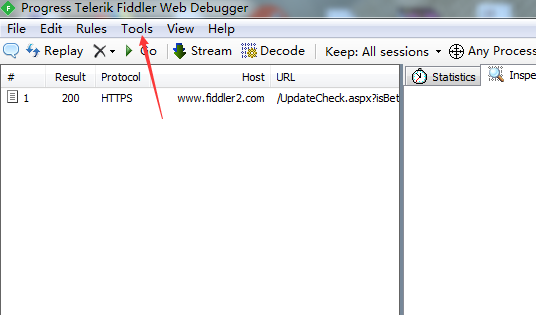 Progress Telerik Fiddler Web Debugger
File Edit Rules Tools View Help
Replay Go Stream Decode Keep: All sessions Any Process
# Result Protocol Host URL Statistics
1 200 HTTPS www.fiddler2.com /UpdateCheck.aspx?isBet